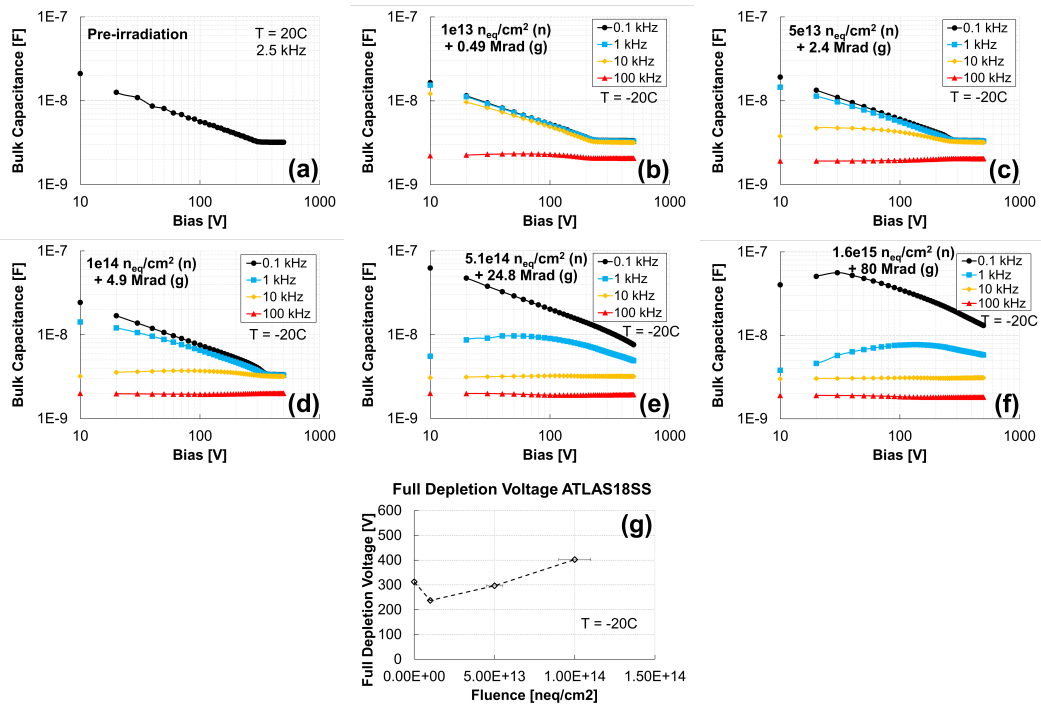 Bulk Capacitance [F]
1E-7
1E-8
1E-9
Pre-irradiation
T = 20C
2.5 kHz
(a)
10
100
1000
Bias [V]
Bulk Capacitance [F]
1E-7
1E-8
1E-9
1e13 neq/cm2 (n)
+ 0.49 Mrad (g)
0.1 kHz
1 kHz
10 kHz
100 kHz
T = -20C
(b)
10
100
1000
Bias [V]
Bulk Capacitance [F]
1E-7
1E-8
1E-9
5e13 neq/cm2 (n)
+ 2.4 Mrad (g)
0.1 kHz
1 kHz
10 kHz
100 kHz
T = -20C
(c)
10
100
1000
Bias [V]
Bulk Capacitance [F]
1E-7
1E-8
1E-9
1e14 neq/cm2 (n)
+ 4.9 Mrad (g)
0.1 kHz
1 kHz
10 kHz
100 kHz
T = -20C
(d)
10
100
1000
Bias [V]
Bulk Capacitance [F]
1E-7
1E-8
1E-9
5.1e14 neq/cm2 (n)
+ 24.8 Mrad (g)
0.1 kHz
1 kHz
10 kHz
100 kHz
T = -20C
(e)
10
100
1000
Bias [V]
Bulk Capacitance [F]
1E-7
1E-8
1E-9
1.6e15 neq/cm2 (n)
+ 80 Mrad (g)
0.1 kHz
1 kHz
10 kHz
100 kHz
T = -20C
(f)
10
100
1000
Bias [V]
Full Depletion Voltage ATLAS18SS
Full Depletion Voltage [V]
600
500
400
300
200
100
0
(g)
T = -20C
0.00E+00
5.00E+13
1.00E+14
1.50E+14
Fluence [neq/cm2]